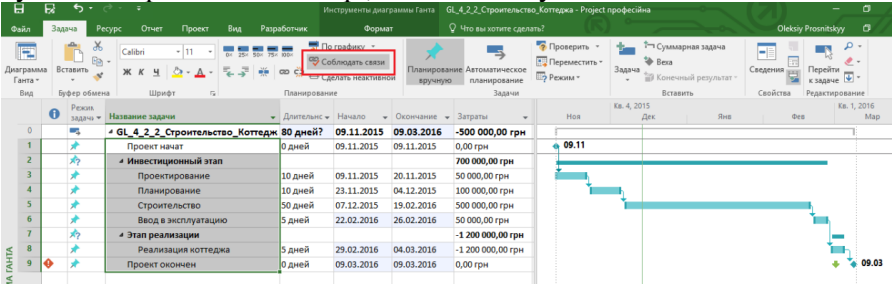 Инструменты диаграммы Ганта GL_4_2_2_Строительство_Коттеджа - Project професійна
Файл Задача Ресурс Отчет Проект Вид Разработчик Формат Что вы хотите сделать? Oleksiy Prosnitskyy
Диаграмма Ганта Вставить Calibri 11 По графику Соблюдать связи Сделать неактивной Планирование вручную Автоматическое планирование Проверить Переместить Режим Задача Суммарная задача Веха Конечный результат Сведения Перейти к задаче
Ж К Ч
Вид Буфер обмена Шрифт Планирование Задачи Вставить Свойства Редактирование
Режим задачи Название задачи Длительнс Начало Окончание Затраты Кв. 4, 2015 Кв. 1, 2016
Ноя Дек Янв Фев Мар
0 GL_4_2_2_Строительство_Коттедж 80 дней? 09.11.2015 09.03.2016 -500 000,00 грн
1 Проект начат 0 дней 09.11.2015 09.11.2015 0,00 грн 09.11
2 Инвестиционный этап 700 000,00 грн
3 Проектирование 10 дней 09.11.2015 20.11.2015 50 000,00 грн
4 Планирование 10 дней 23.11.2015 04.12.2015 100 000,00 грн
5 Строительство 50 дней 07.12.2015 19.02.2016 500 000,00 грн
6 Ввод в эксплуатацию 5 дней 22.02.2016 26.02.2016 50 000,00 грн
7 Этап реализации -1 200 000,00 грн
8 Реализация коттеджа 5 дней 29.02.2016 04.03.2016 -1 200 000,00 грн
9 Проект окончен 0 дней 09.03.2016 09.03.2016 0,00 грн 09.03